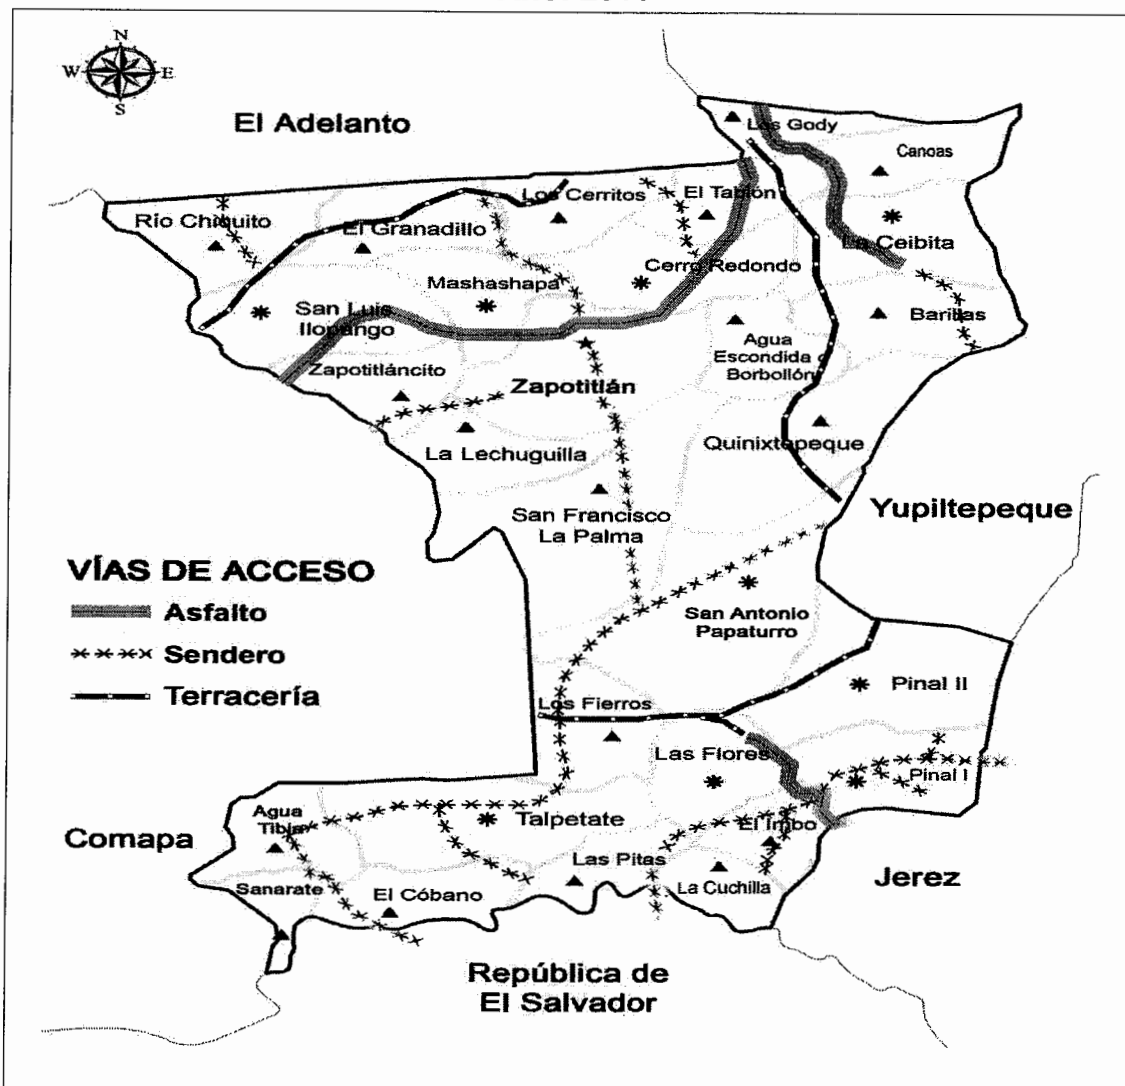 N
W E
S
El Adelanto
Los Gody
Canoas
Río Chiquito
El Granadillo
Los Cerritos
El Tablón
La Ceibita
Mashashapa
Cerro Redondo
San Luis
Ilopango
Barillas
Agua
Escondida o
Borbollón
Zapotitláncito
Zapotitlán
La Lechuguilla
Quinixtepeque
San Francisco
La Palma
Yupiltepeque
VÍAS DE ACCESO
Asfalto
Sendero
Terracería
San Antonio
Papaturro
Pinal II
Los Fierros
Las Flores
Pinal I
Agua
Tibia
Talpetate
El Imbo
Comapa
Las Pitas
Sanarate
El Cóbano
La Cuchilla
Jerez
República de
El Salvador